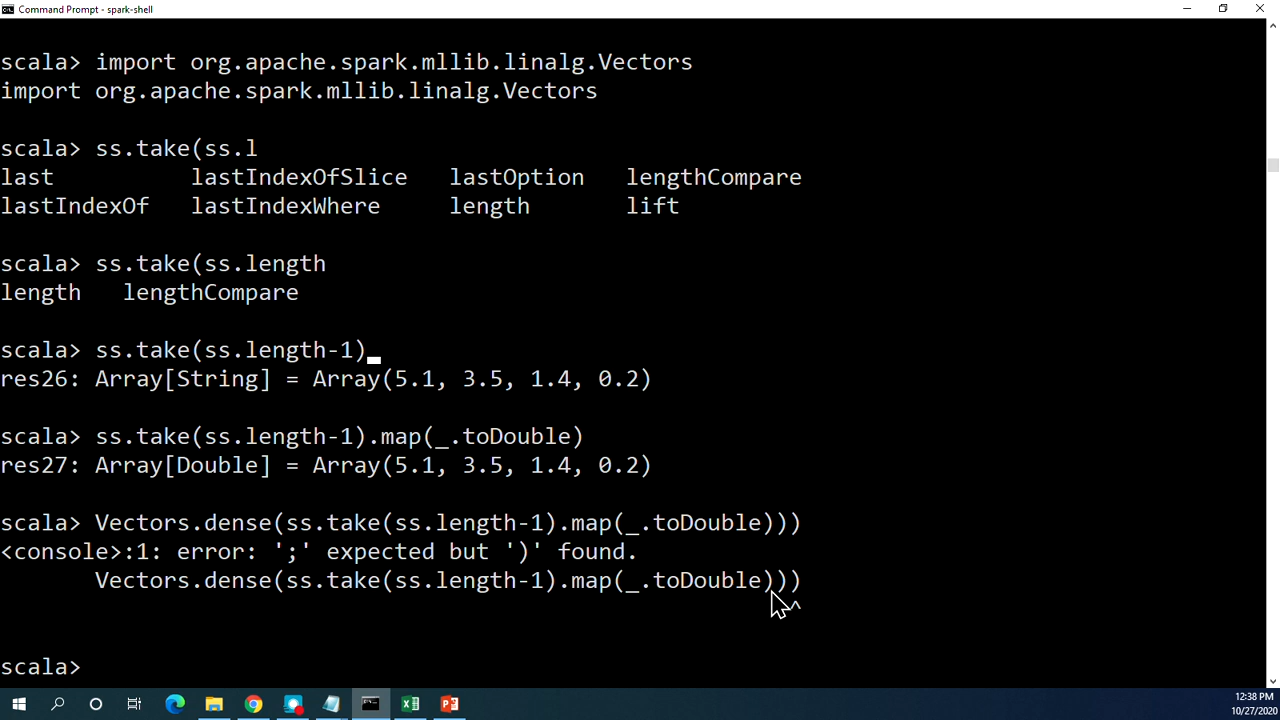 Command Prompt - spark-shell
scala> import org.apache.spark.mllib.linalg.Vectors
import org.apache.spark.mllib.linalg.Vectors
scala> ss.take(ss.l
last lastIndexOfSlice lastOption lengthCompare
lastIndexOf lastIndexWhere length lift
scala> ss.take(ss.length
length lengthCompare
scala> ss.take(ss.length-1)
res26: Array[String] = Array(5.1, 3.5, 1.4, 0.2)
scala> ss.take(ss.length-1).map(_.toDouble)
res27: Array[Double] = Array(5.1, 3.5, 1.4, 0.2)
scala> Vectors.dense(ss.take(ss.length-1).map(_.toDouble)))
<console>:1: error: ';' expected but ')' found.
Vectors.dense(ss.take(ss.length-1).map(_.toDouble)))
^
scala>
12:38 PM
10/27/2020